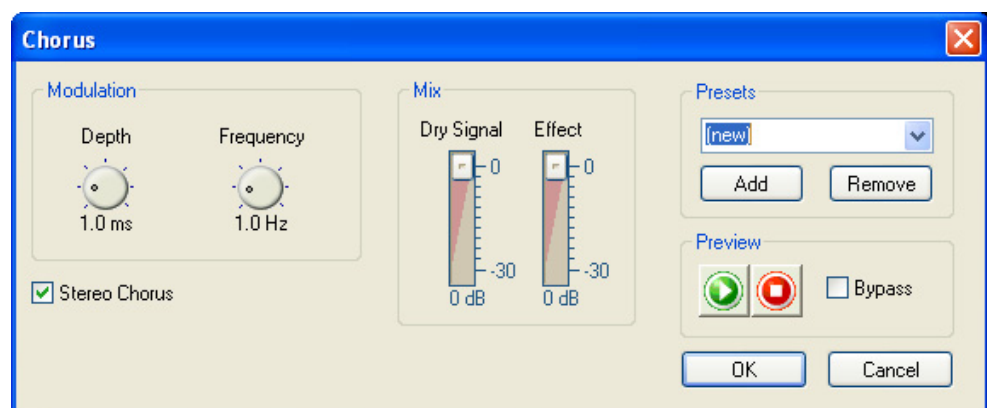 Chorus
Modulation
Depth Frequency
1.0 ms 1.0 Hz
Stereo Chorus
Mix
Dry Signal Effect
0 0
-30 -30
0 dB 0 dB
Presets
(new)
Add Remove
Preview
Bypass
OK Cancel